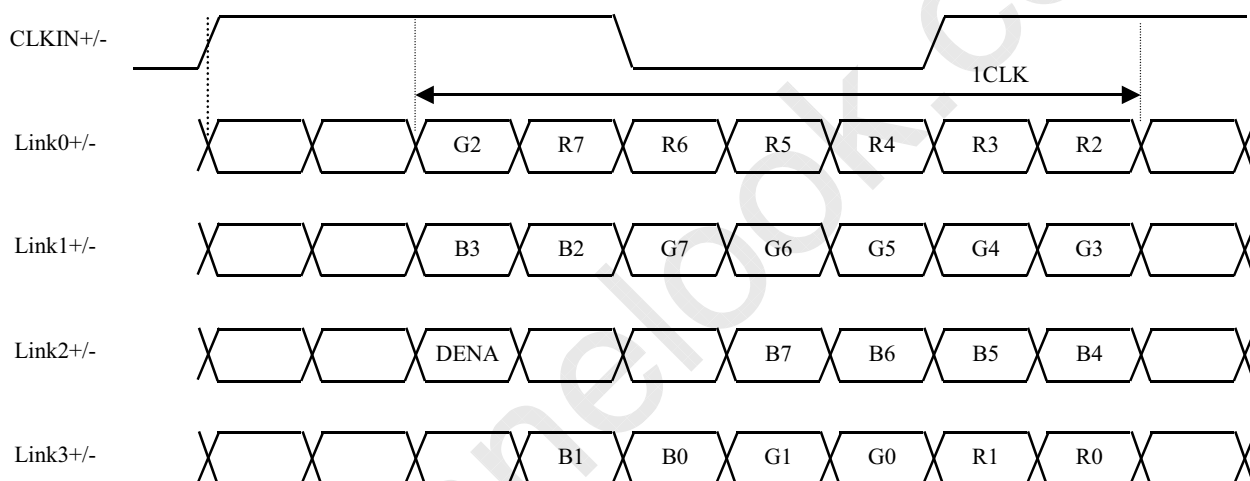 CLKIN+/-
1CLK
Link0+/- G2 R7 R6 R5 R4 R3 R2
Link1+/- B3 B2 G7 G6 G5 G4 G3
Link2+/- DENA B7 B6 B5 B4
Link3+/- B1 B0 G1 G0 R1 R0
nelook.c